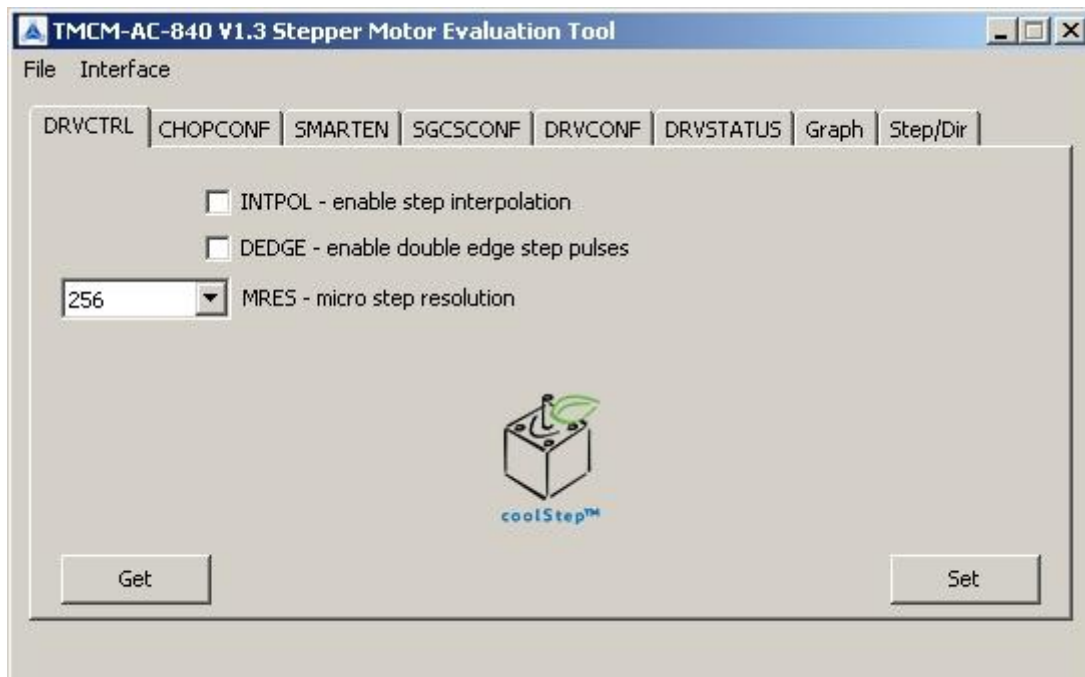 TMCM-AC-840 V1.3 Stepper Motor Evaluation Tool
File Interface
DRVCTRL CHOPCONF SMARTEN SGCSCONF DRVCONF DRVSTATUS Graph Step/Dir
INTPOL - enable step interpolation
DEDGE - enable double edge step pulses
256 MRES - micro step resolution
coolStep™
Get Set